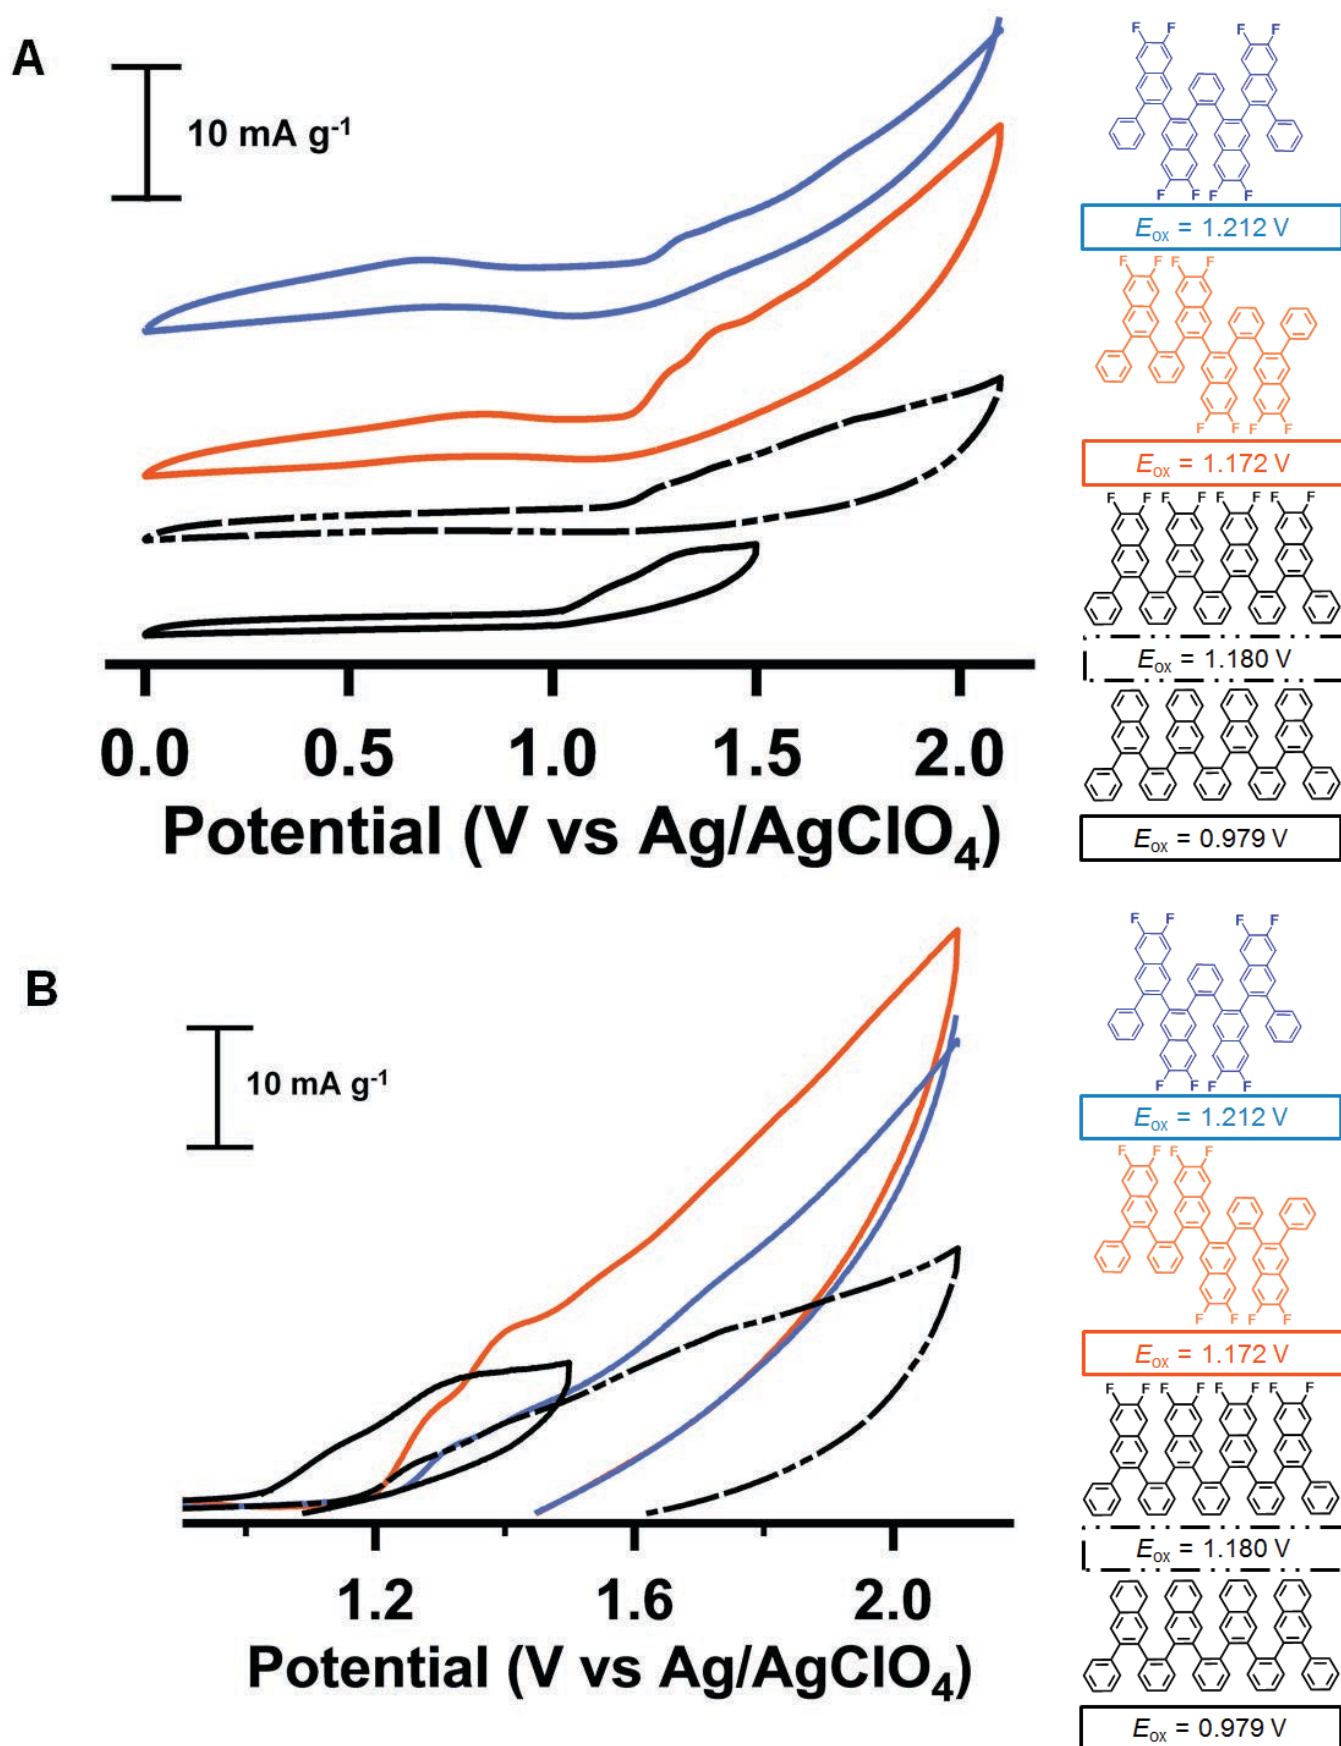 A
10 mA g-1
0.0 0.5 1.0 1.5 2.0
Potential (V vs Ag/AgClO4)
F F F F
F F F F
Eox = 1.212 V
F F F F
F F F F
Eox = 1.172 V
F F F F F F F F
Eox = 1.180 V
Eox = 0.979 V
B
10 mA g-1
1.2 1.6 2.0
Potential (V vs Ag/AgClO4)
F F F F
F F F F
Eox = 1.212 V
F F F F
F F F F
Eox = 1.172 V
F F F F F F F F
Eox = 1.180 V
Eox = 0.979 V